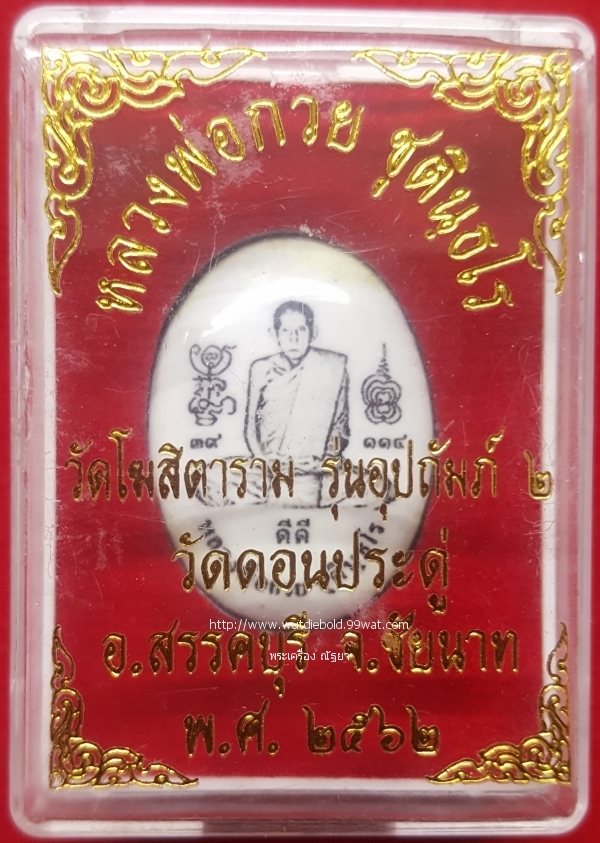 หลวงพ่อกวย ชุตินฺธโร
๓๙ ๑๑๔
วัดโฆสิตาราม รุ่นอุปถัมภ์ ๒
ดีดี
วัดดอนประดู่
http://www.wutdiebold.99wat.com
อ.สรรคบุรี จ.ชัยนาท
พระเครื่อง ณัฐยา
พ.ศ. ๒๕๖๒